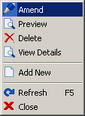 Amend
Preview
Delete
View Details
Add New
Refresh F5
Close